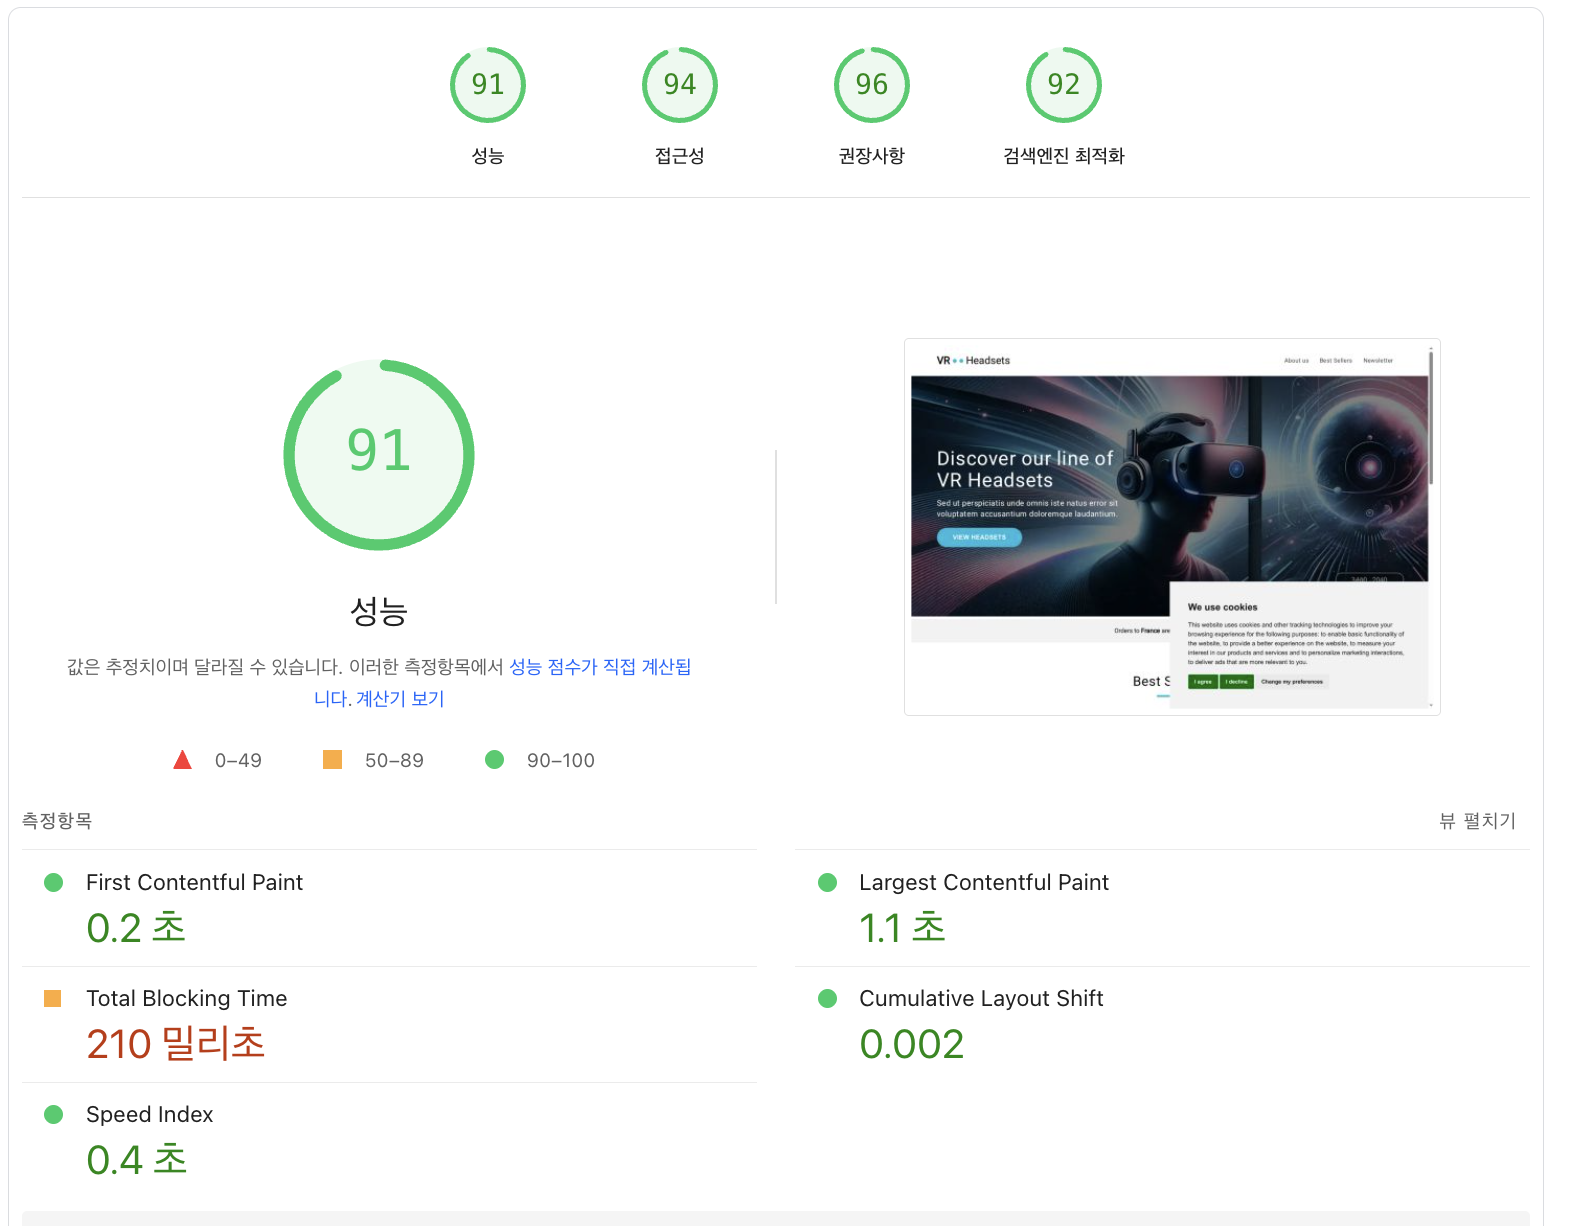 91
94
96
92
성능
접근성
권장사항
검색엔진 최적화
91
성능
값은 추정치이며 달라질 수 있습니다. 이러한 측정항목에서 성능 점수가 직접 계산됩
니다. 계산기 보기
0–49
50–89
90–100
VR Headsets
About us
Best Sellers
Newsletter
Discover our line of
VR Headsets
Sed ut perspiciatis unde omnis iste natus error sit
voluptatem accusantium doloremque laudantium.
VIEW HEADSETS
Orders to France are
Best S
We use cookies
This website uses cookies and other tracking technologies to improve your
browsing experience for the following purposes: to enable basic functionality of
the website, to provide a better experience on the website, to measure your
interest in our products and services and to personalize marketing interactions,
to deliver ads that are more relevant to you.
I agree
I decline
Change my preferences
측정항목
뷰 펼치기
First Contentful Paint
0.2 초
Largest Contentful Paint
1.1 초
Total Blocking Time
210 밀리초
Cumulative Layout Shift
0.002
Speed Index
0.4 초